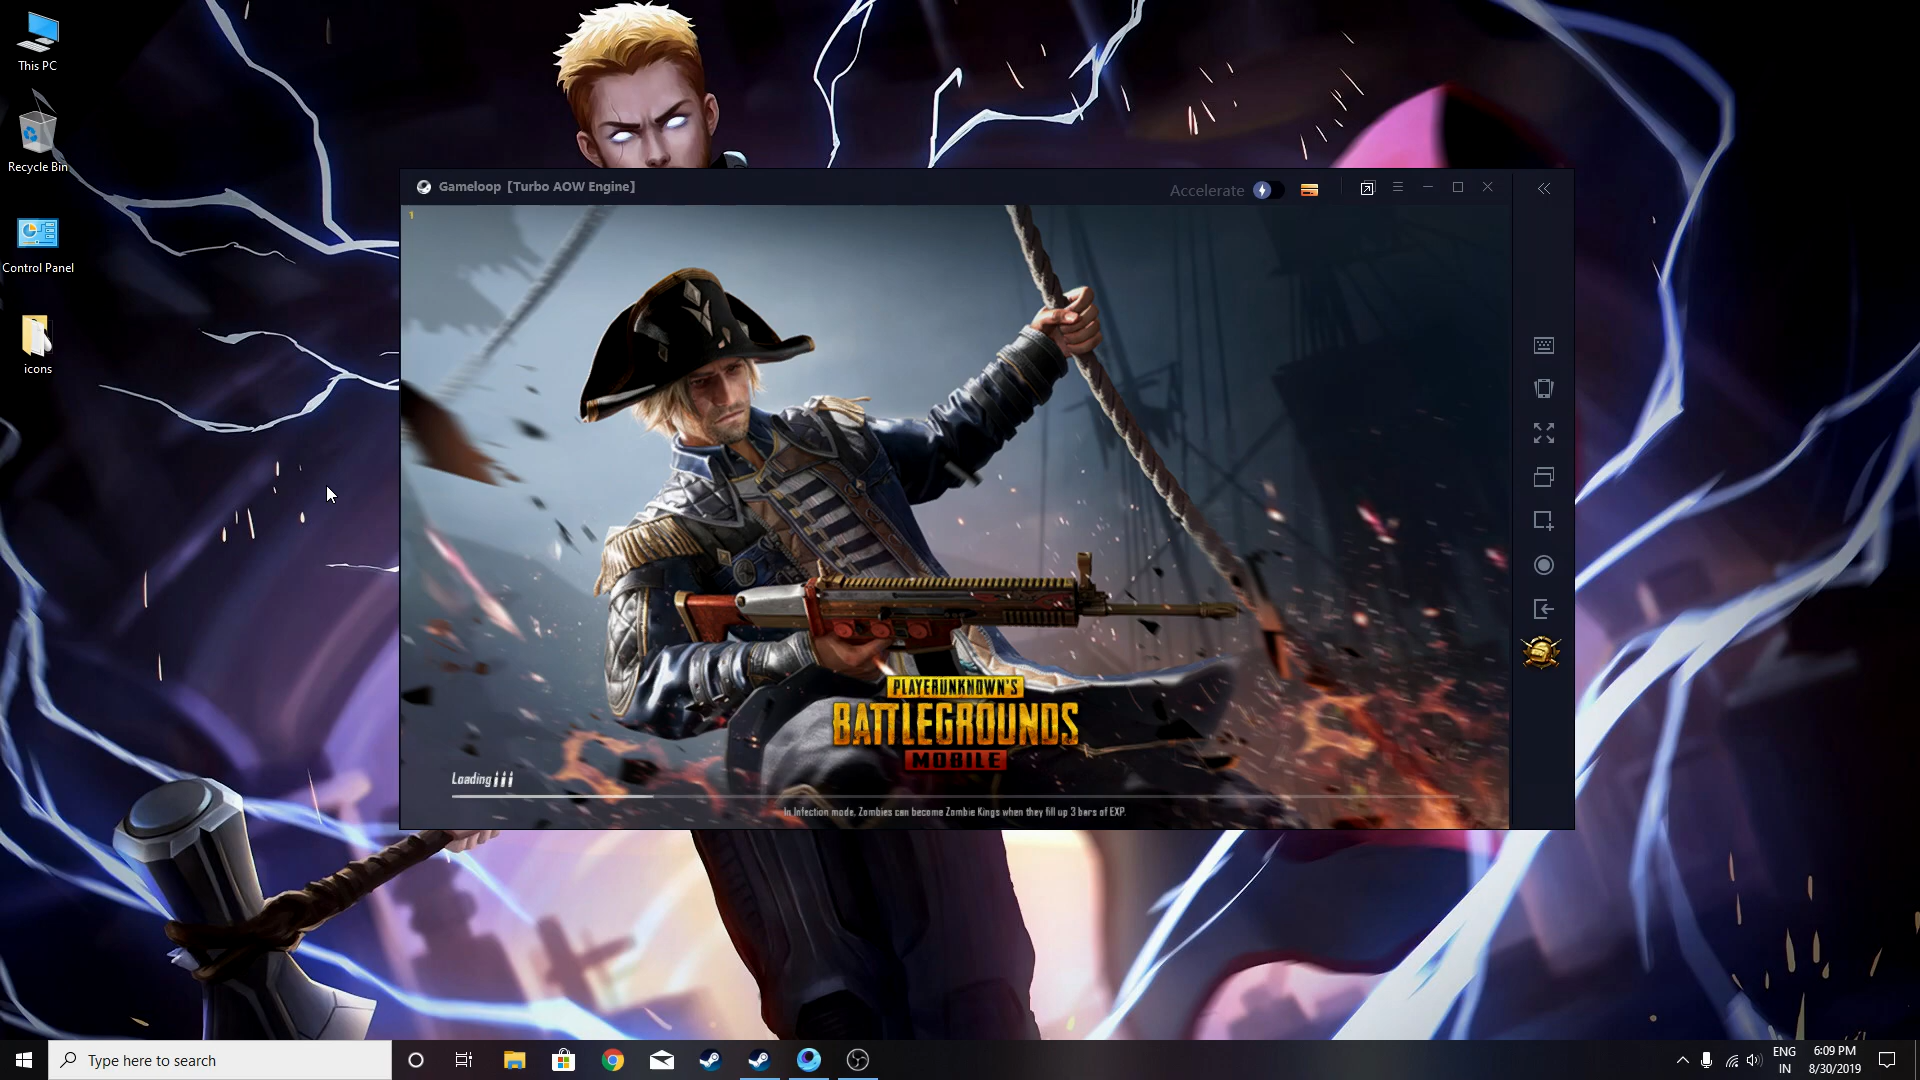 This PC
Recycle Bin
Control Panel
icons
Gameloop [Turbo AOW Engine]
Accelerate
1
PLAYERUNKNOWN'S
BATTLEGROUNDS
MOBILE
Loading
In Infection mode, Zombies can become Zombie Kings when they fill up 3 bars of EXP.
Type here to search
ENG
IN
6:09 PM
8/30/2019